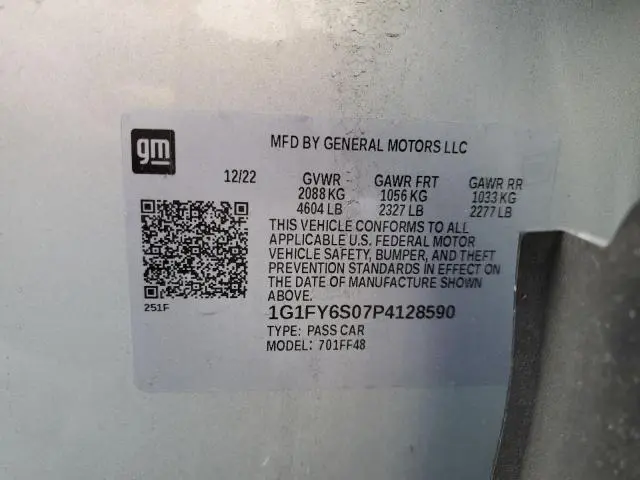 gm
MFD BY GENERAL MOTORS LLC
12/22 GVWR GAWR FRT GAWR RR
2088 KG 1056 KG 1033 KG
4604 LB 2327 LB 2277 LB
THIS VEHICLE CONFORMS TO ALL
APPLICABLE U.S. FEDERAL MOTOR
VEHICLE SAFETY, BUMPER, AND THEFT
PREVENTION STANDARDS IN EFFECT ON
THE DATE OF MANUFACTURE SHOWN
ABOVE.
251F
1G1FY6S07P4128590
TYPE: PASS CAR
MODEL: 701FF48